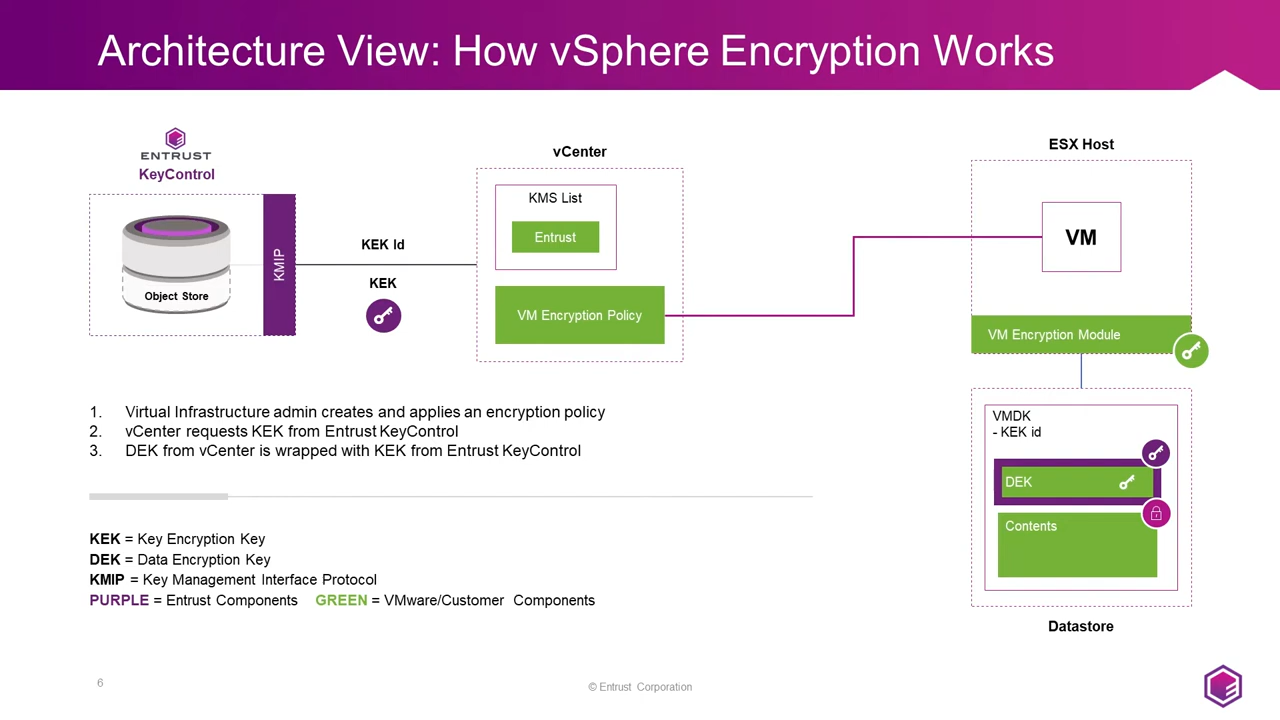 Architecture View: How vSphere Encryption Works
ENTRUST
KeyControl
Object Store
KMIP
KEK Id
KEK
vCenter
KMS List
Entrust
VM Encryption Policy
ESX Host
VM
VM Encryption Module
VMDK
- KEK id
DEK
Contents
Datastore
1. Virtual Infrastructure admin creates and applies an encryption policy
2. vCenter requests KEK from Entrust KeyControl
3. DEK from vCenter is wrapped with KEK from Entrust KeyControl
KEK = Key Encryption Key
DEK = Data Encryption Key
KMIP = Key Management Interface Protocol
PURPLE = Entrust Components GREEN = VMware/Customer Components
6
© Entrust Corporation